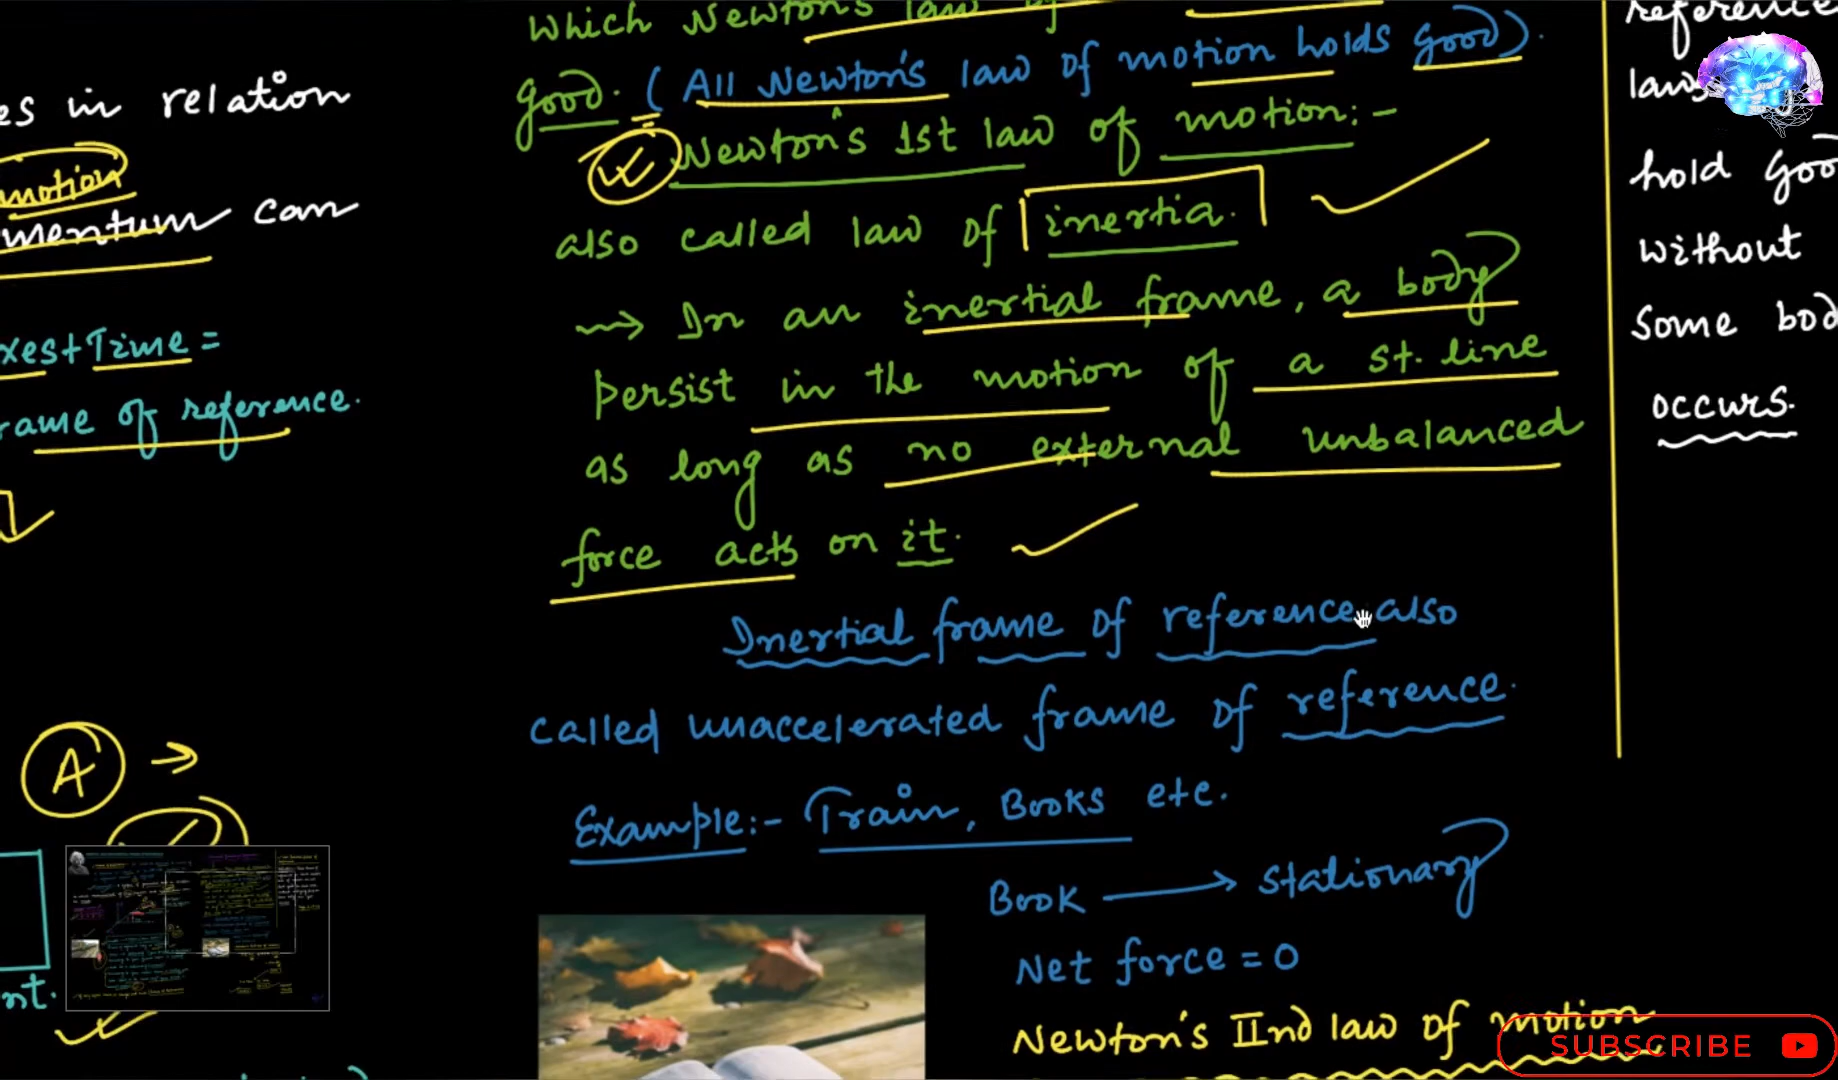 es in relation
motion
mentum can
xes+Time =
rame of reference.
A
nt.
Which Newton's law of
good. (All Newton's law of motion holds good).
Newton's 1st law of motion:-
also called law of inertia.
In an inertial frame, a body
persist in the motion of a st. line
as long as no external unbalanced
force acts on it.
Inertial frame of reference also
called unaccelerated frame of reference.
Example:- Train, Books etc.
Book → stationary
Net force = 0
Newton's IInd law of motion
reference
laws
hold goo
without
Some bod
occurs.
SUBSCRIBE